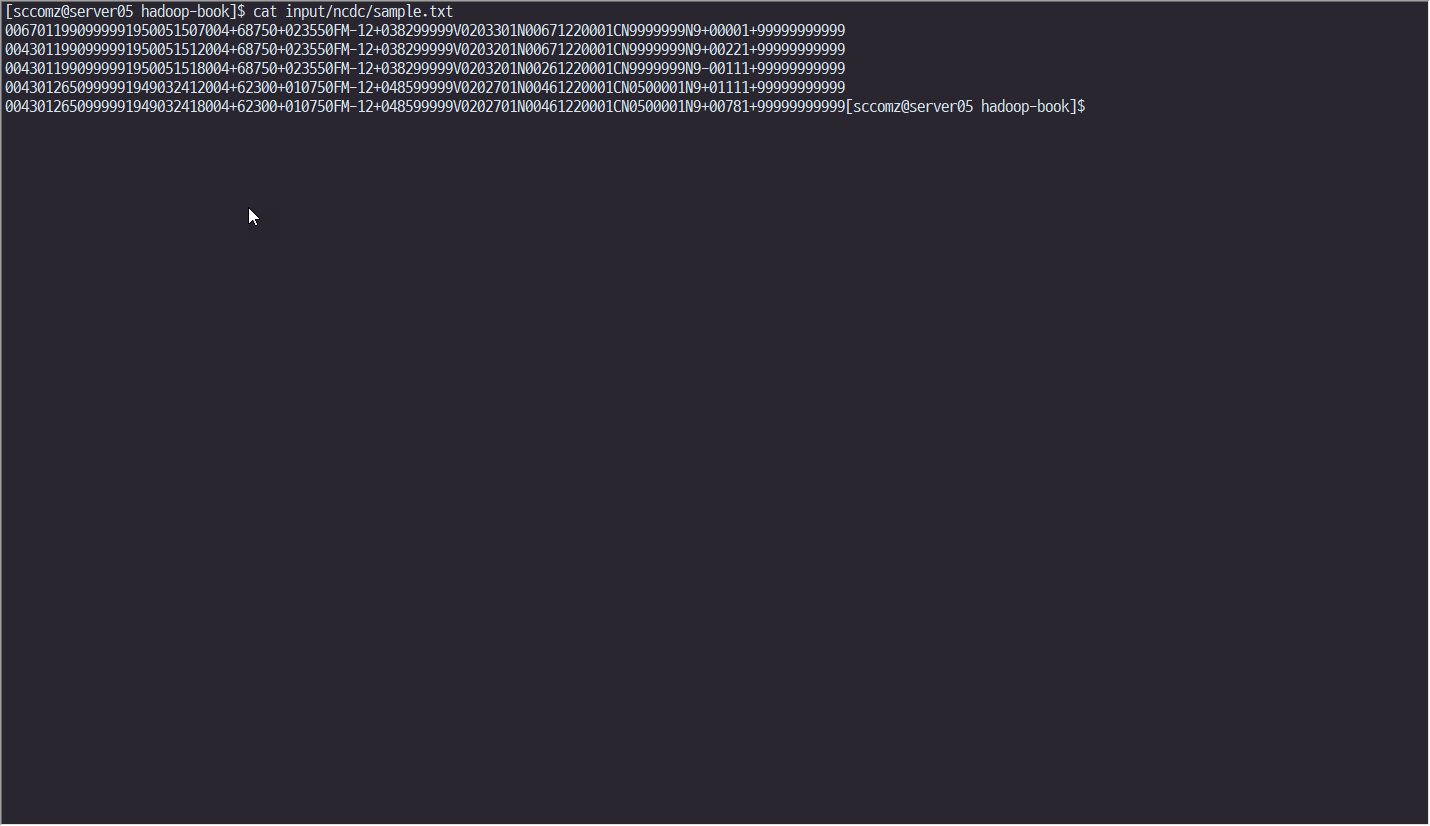 [sccomz@server05 hadoop-book]$ cat input/ncdc/sample.txt
0067011990999991950051507004+68750+023550FM-12+038299999V0203301N00671220001CN9999999N9+00001+99999999999
0043011990999991950051512004+68750+023550FM-12+038299999V0203201N00671220001CN9999999N9+00221+99999999999
0043011990999991950051518004+68750+023550FM-12+038299999V0203201N00261220001CN9999999N9-00111+99999999999
0043012650999991949032412004+62300+010750FM-12+048599999V0202701N00461220001CN0500001N9+01111+99999999999
0043012650999991949032418004+62300+010750FM-12+048599999V0202701N00461220001CN0500001N9+00781+99999999999[sccomz@server05 hadoop-book]$